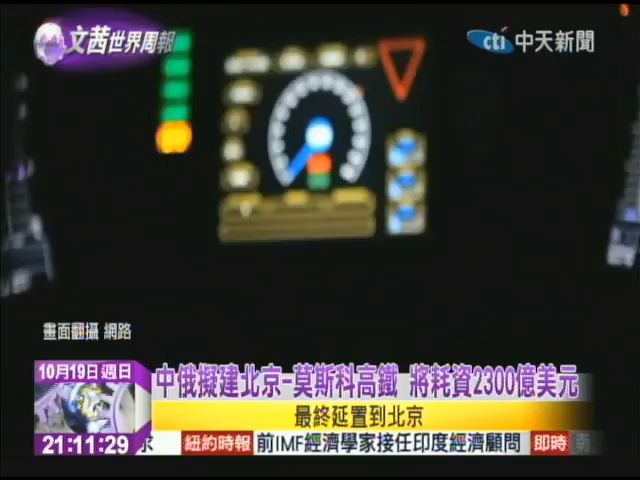 文茜世界周報
cti 中天新聞
畫面翻攝 網路
10月19日週日
中俄擬建北京-莫斯科高鐵 將耗資2300億美元
最終延置到北京
21:11:29
紐約時報 前IMF經濟學家接任印度經濟顧問 即時